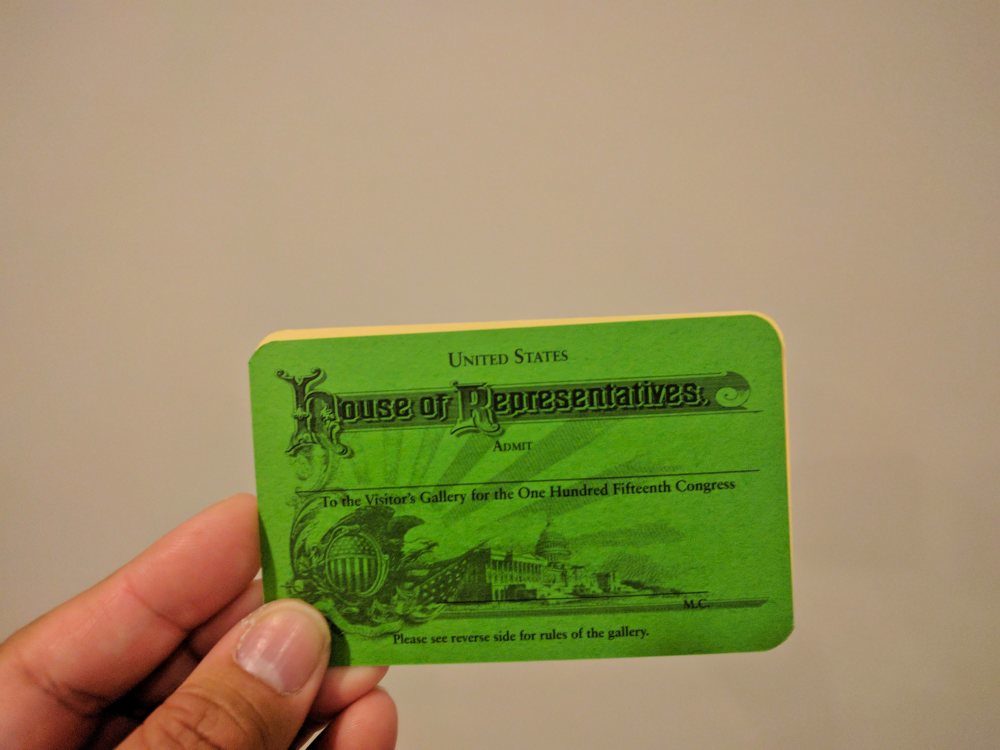 United States
House of Representatives,
Admit
To the Visitor's Gallery for the One Hundred Fifteenth Congress
M.C.
Please see reverse side for rules of the gallery.